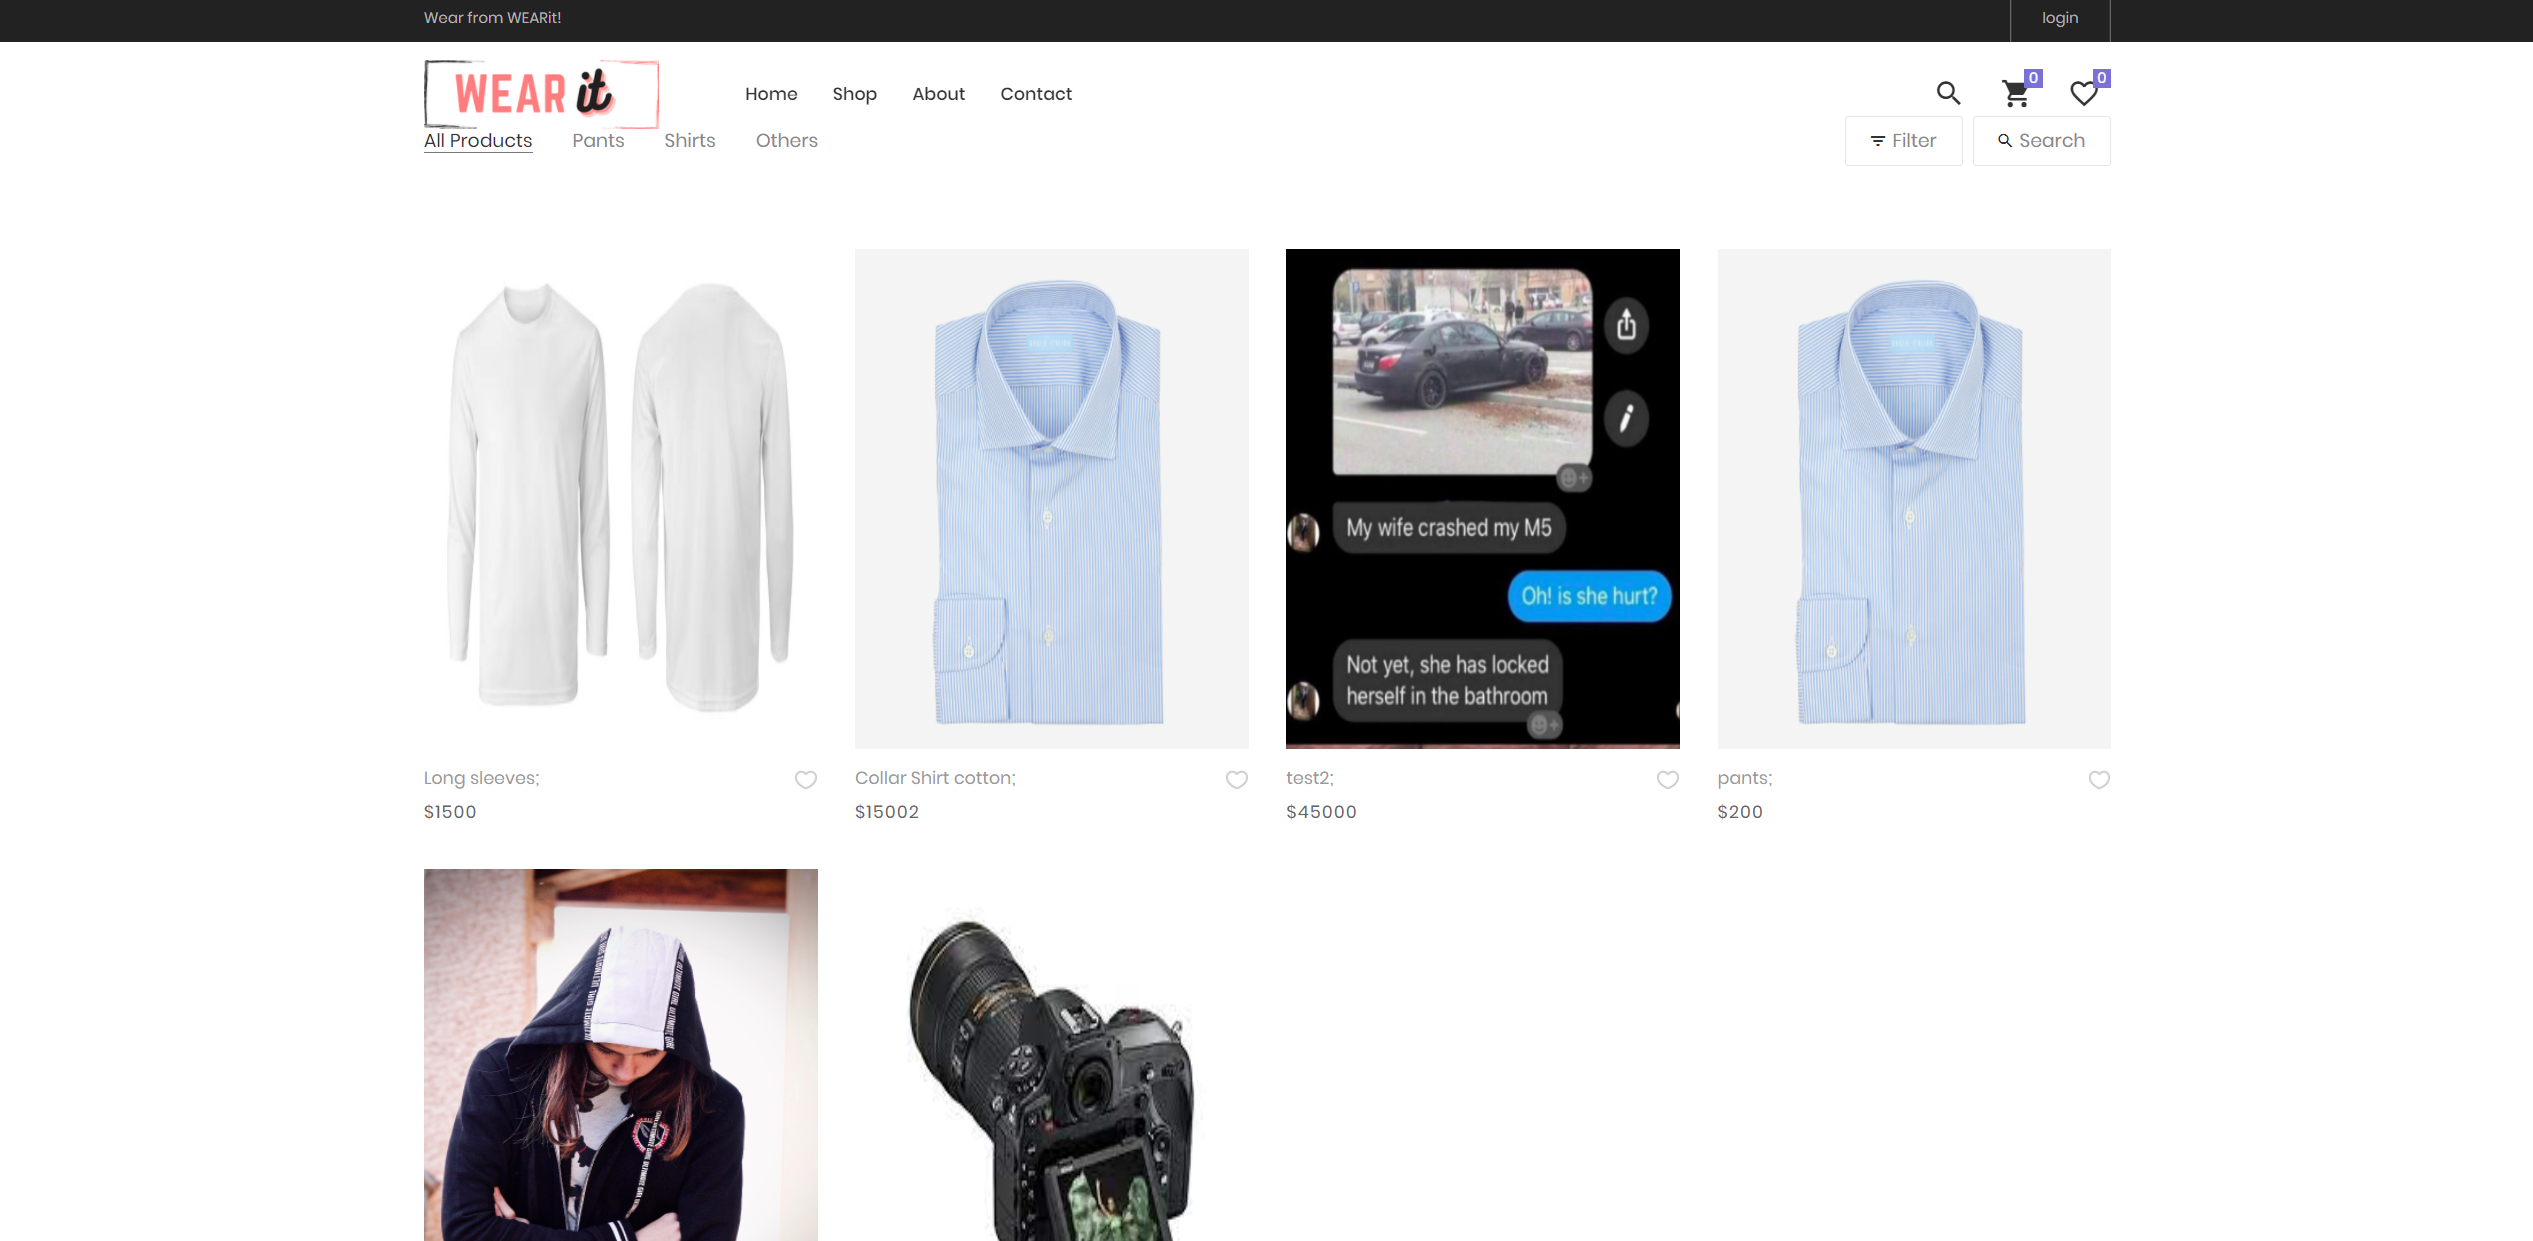 Wear from WEARit!
login
WEAR it
Home
Shop
About
Contact
0
0
All Products
Pants
Shirts
Others
Filter
Search
My wife crashed my M5
Oh! is she hurt?
Not yet, she has locked
herself in the bathroom
Long sleeves;
$1500
Collar Shirt cotton;
$15002
test2;
$45000
pants;
$200